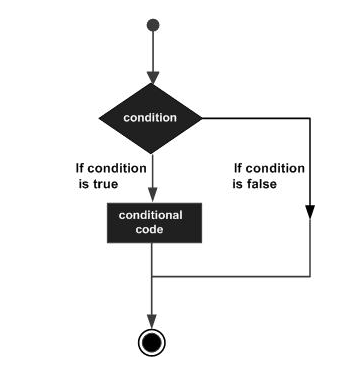 condition
If condition
is true
If condition
is false
conditional
code